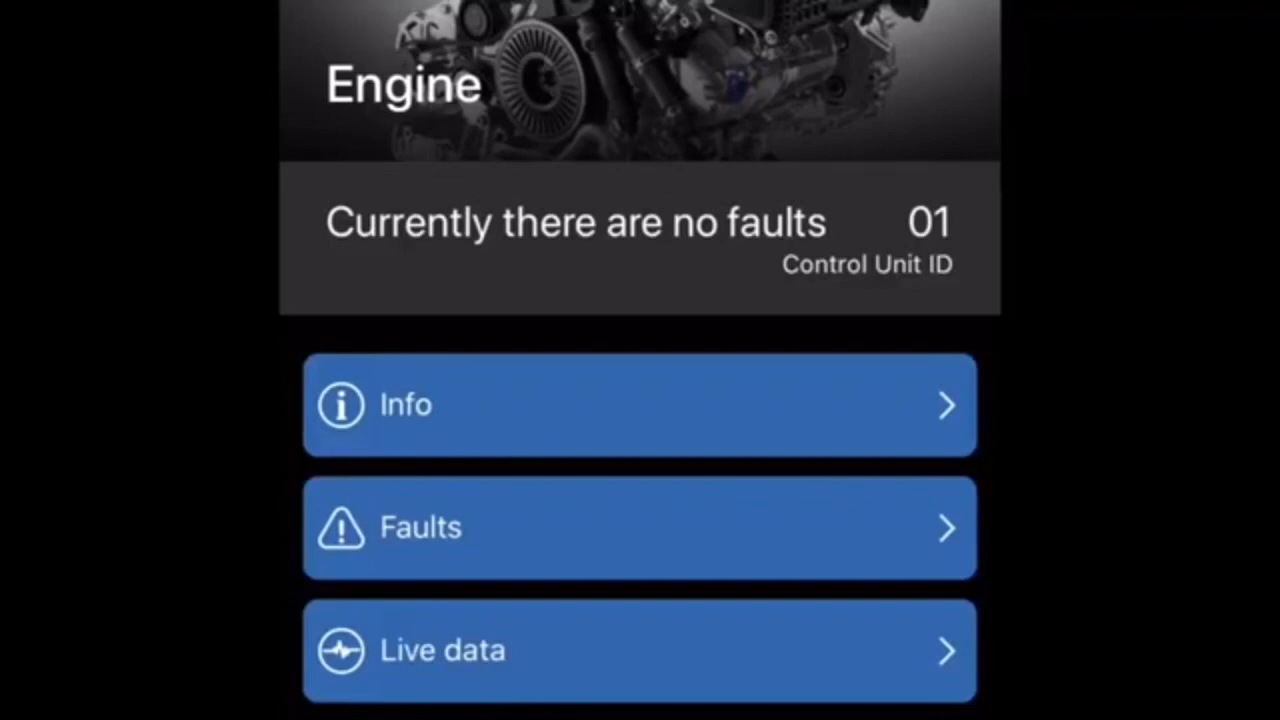 Engine
Currently there are no faults 01
Control Unit ID
Info
Faults
Live data